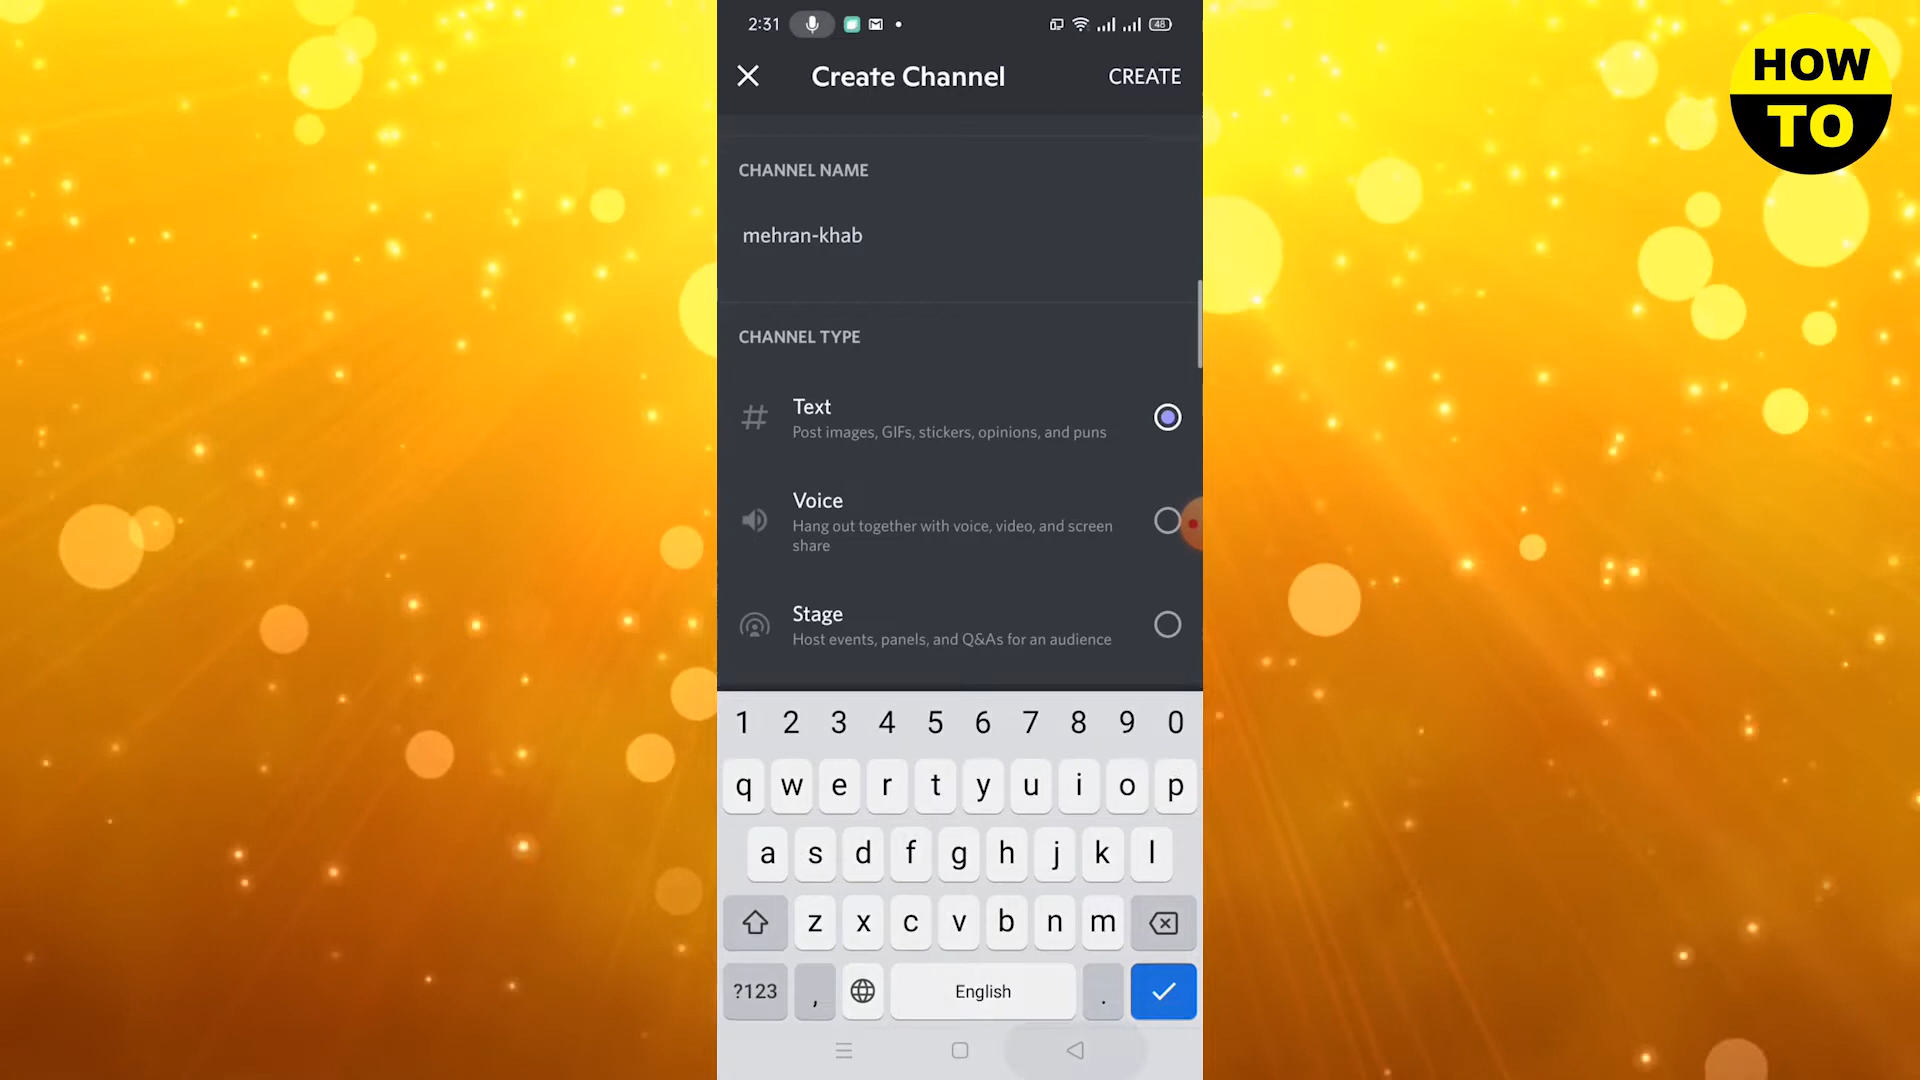 2:31
48
HOW
TO
Create Channel
CREATE
CHANNEL NAME
mehran-khab
CHANNEL TYPE
Text
Post images, GIFs, stickers, opinions, and puns
Voice
Hang out together with voice, video, and screen
share
Stage
Host events, panels, and Q&As for an audience
1 2 3 4 5 6 7 8 9 0
q w e r t y u i o p
a s d f g h j k l
z x c v b n m
?123 , English .